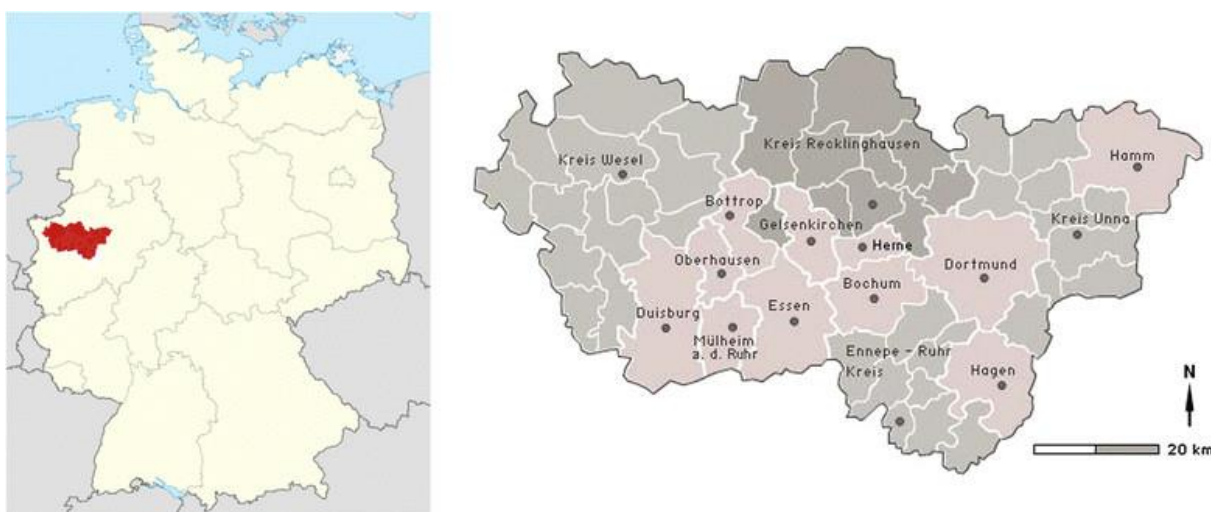 Hamm
Kreis Recklinghausen
Kreis Wesel
Bottrop
Gelsenkirchen
Kreis Unna
Herne
Oberhausen
Dortmund
Bochum
Essen
Duisburg
Mülheim
a. d. Ruhr
Ennepe - Ruhr
Kreis
Hagen
N
20 km